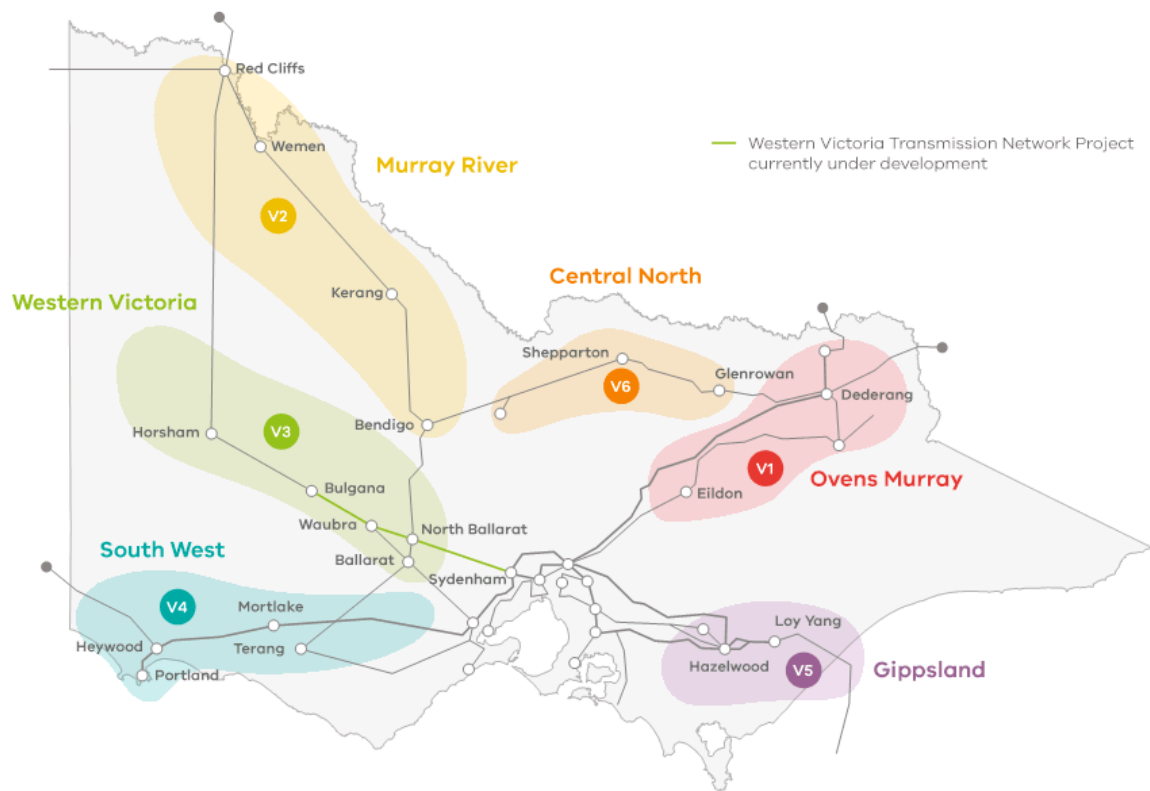 Red Cliffs
Wemen
Western Victoria Transmission Network Project
currently under development
Murray River
V2
Central North
Kerang
Western Victoria
Shepparton
Glenrowan
V6
Dederang
Bendigo
Horsham
V3
V1
Ovens Murray
Eildon
Bulgana
Waubra
North Ballarat
South West
Ballarat
Sydenham
V4
Mortlake
Heywood
Terang
Portland
Loy Yang
Hazelwood
V5
Gippsland